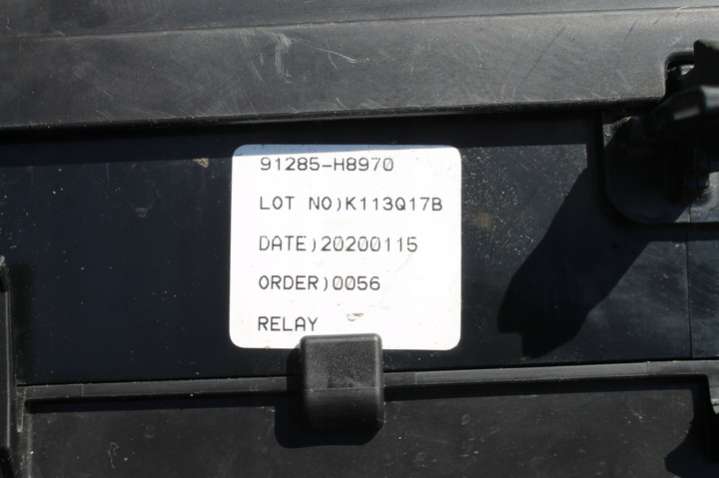 91285-H8970
LOT NO)K113Q17B
DATE)20200115
ORDER)0056
RELAY